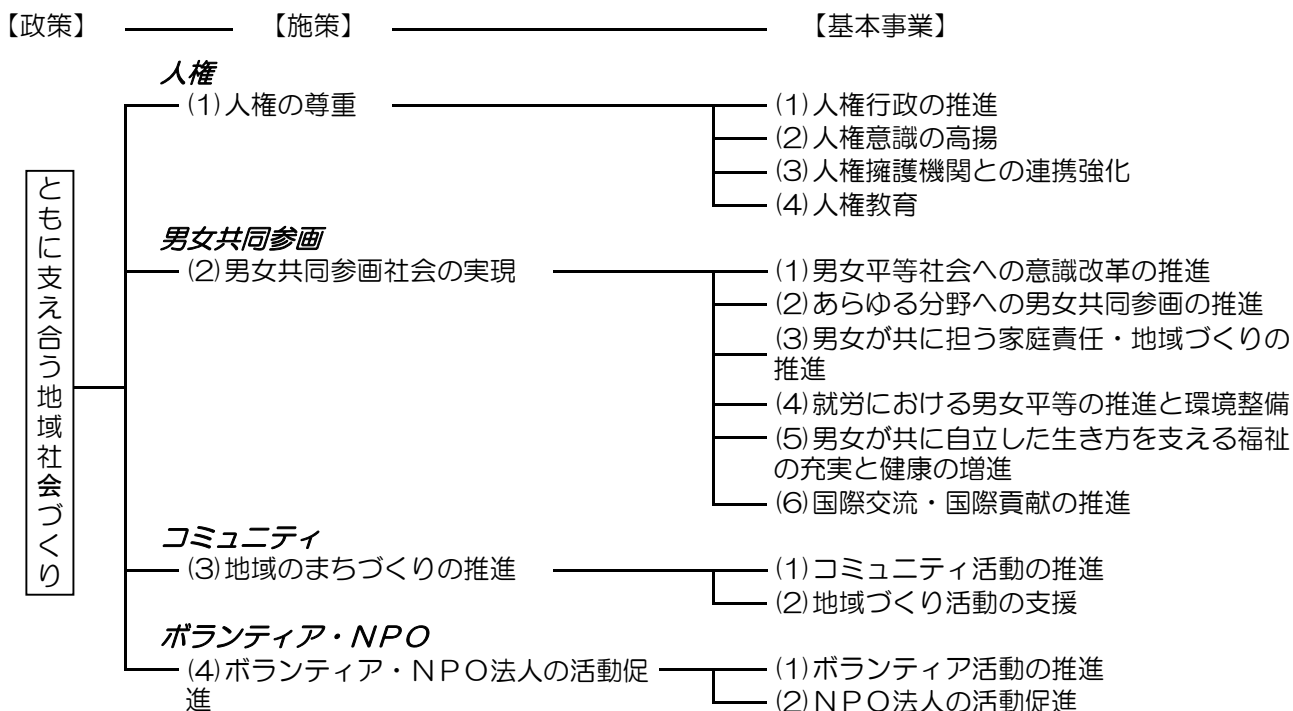 【政策】 【施策】 【基本事業】
人権
(1)人権の尊重
(1)人権行政の推進
(2)人権意識の高揚
(3)人権擁護機関との連携強化
(4)人権教育
ともに支え合う地域社会づくり
男女共同参画
(2)男女共同参画社会の実現
(1)男女平等社会への意識改革の推進
(2)あらゆる分野への男女共同参画の推進
(3)男女が共に担う家庭責任・地域づくりの
推進
(4)就労における男女平等の推進と環境整備
(5)男女が共に自立した生き方を支える福祉
の充実と健康の増進
(6)国際交流・国際貢献の推進
コミュニティ
(3)地域のまちづくりの推進
(1)コミュニティ活動の推進
(2)地域づくり活動の支援
ボランティア・ＮＰＯ
(4)ボランティア・ＮＰＯ法人の活動促
進
(1)ボランティア活動の推進
(2)ＮＰＯ法人の活動促進